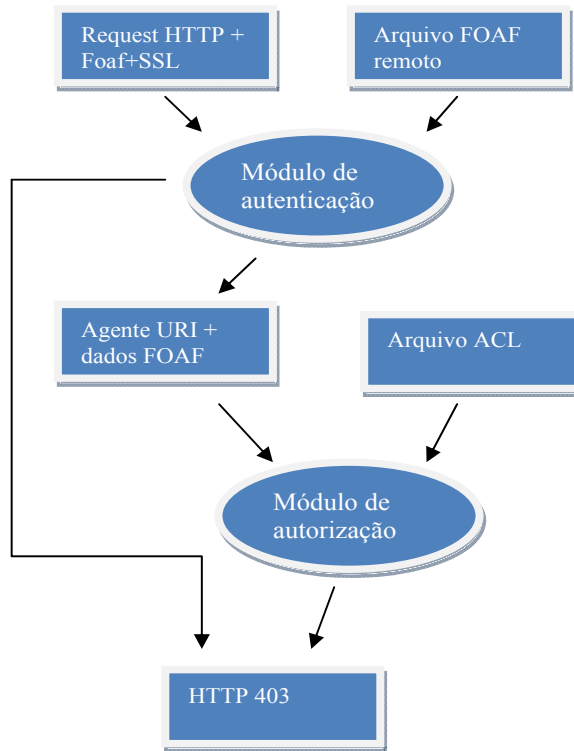 Request HTTP +
Foaf+SSL
Arquivo FOAF
remoto
Módulo de
autenticação
Agente URI +
dados FOAF
Arquivo ACL
Módulo de
autorização
HTTP 403